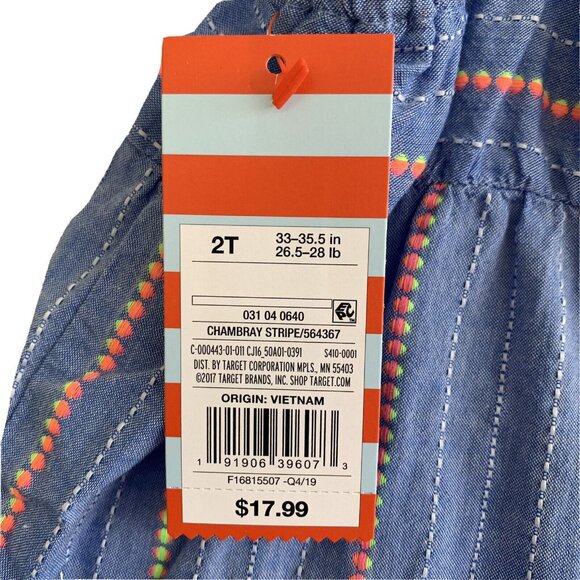 2T
33–35.5 in
26.5–28 lb
031 04 0640
CHAMBRAY STRIPE/564367
C-000443-01-011 CJ16_50A01-0391 S410-0001
DIST. BY TARGET CORPORATION MPLS., MN 55403
©2017 TARGET BRANDS, INC. SHOP TARGET.COM
ORIGIN: VIETNAM
1 91906 39607 3
F16815507 -Q4/19
$17.99